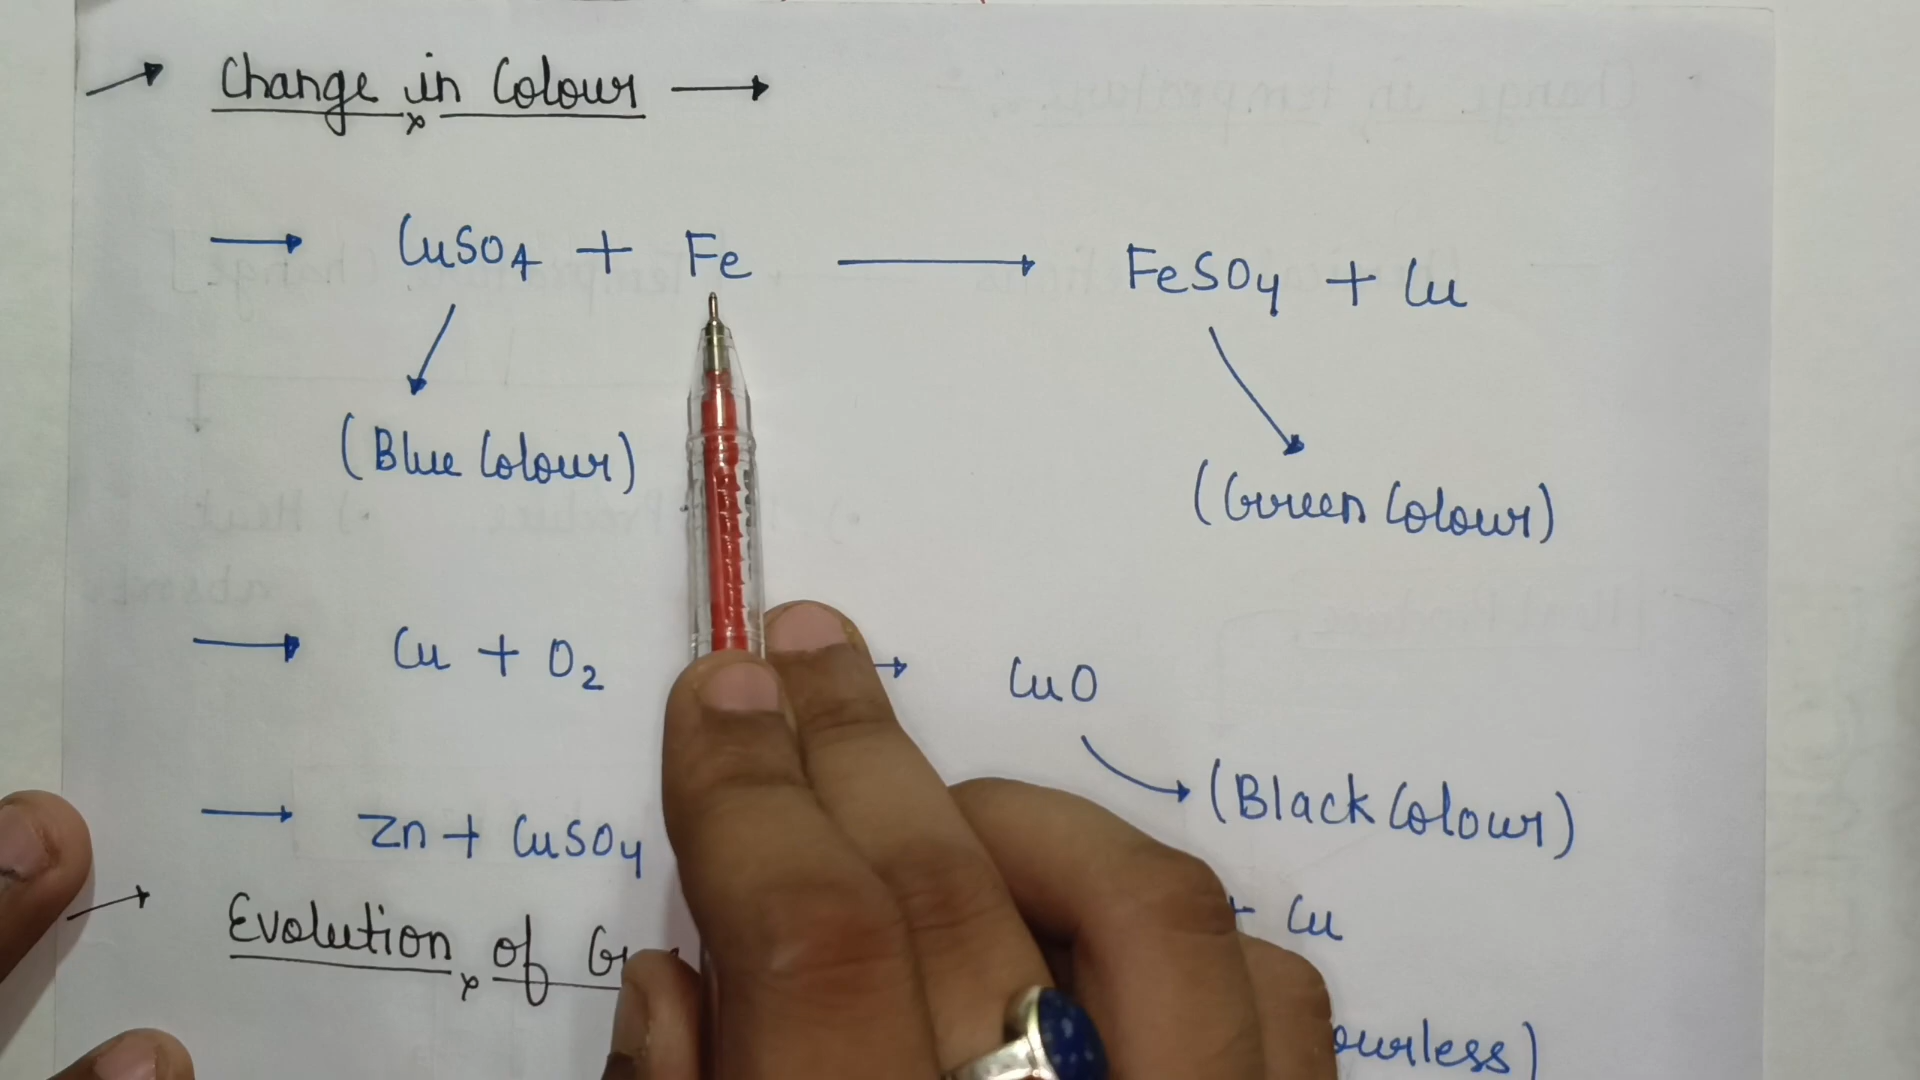 → Change in Colour →
→ CuSO4 + Fe → FeSO4 + Cu
(Blue Colour)
(Green Colour)
→ Cu + O2 → CuO
(Black Colour)
→ Zn + CuSO4
+ Cu
Evolution of
ourless)